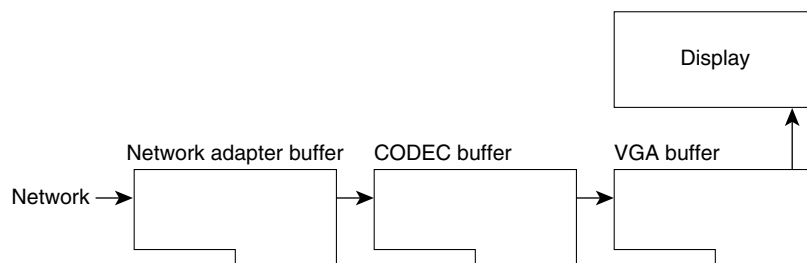 Display
Network adapter buffer
CODEC buffer
VGA buffer
Network